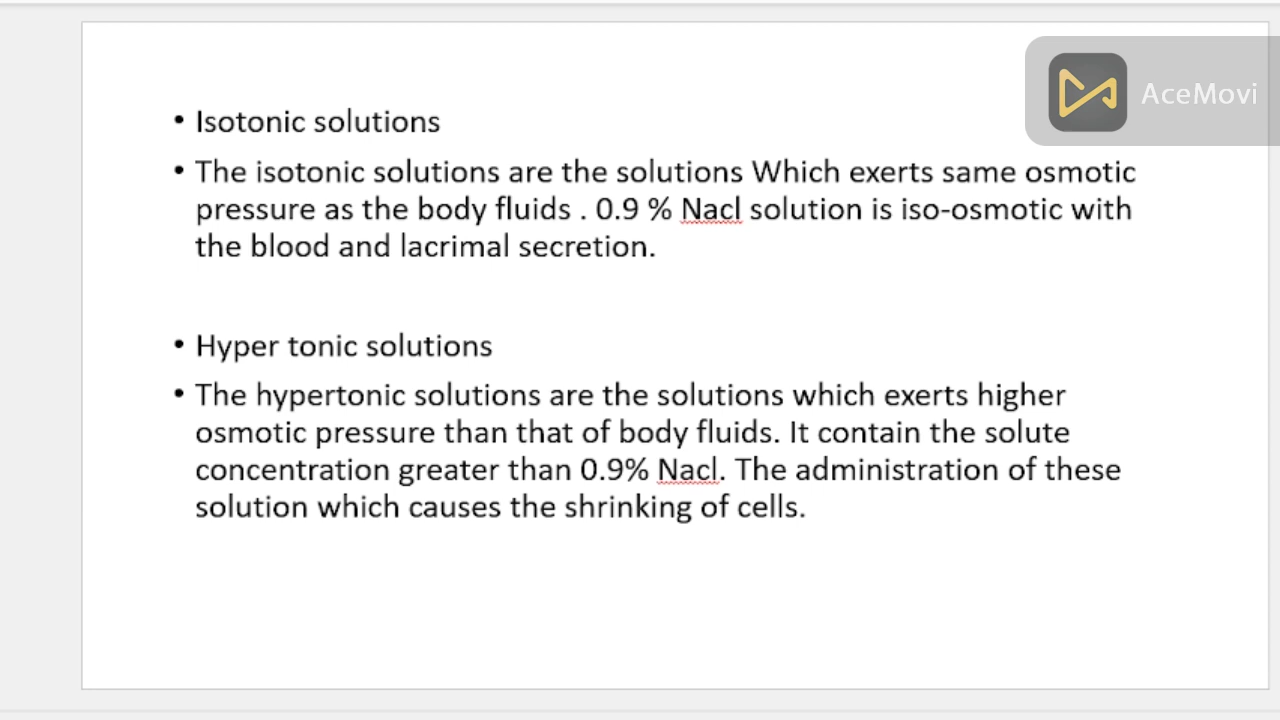 AceMovi
• Isotonic solutions
• The isotonic solutions are the solutions Which exerts same osmotic
pressure as the body fluids . 0.9 % Nacl solution is iso-osmotic with
the blood and lacrimal secretion.
• Hyper tonic solutions
• The hypertonic solutions are the solutions which exerts higher
osmotic pressure than that of body fluids. It contain the solute
concentration greater than 0.9% Nacl. The administration of these
solution which causes the shrinking of cells.